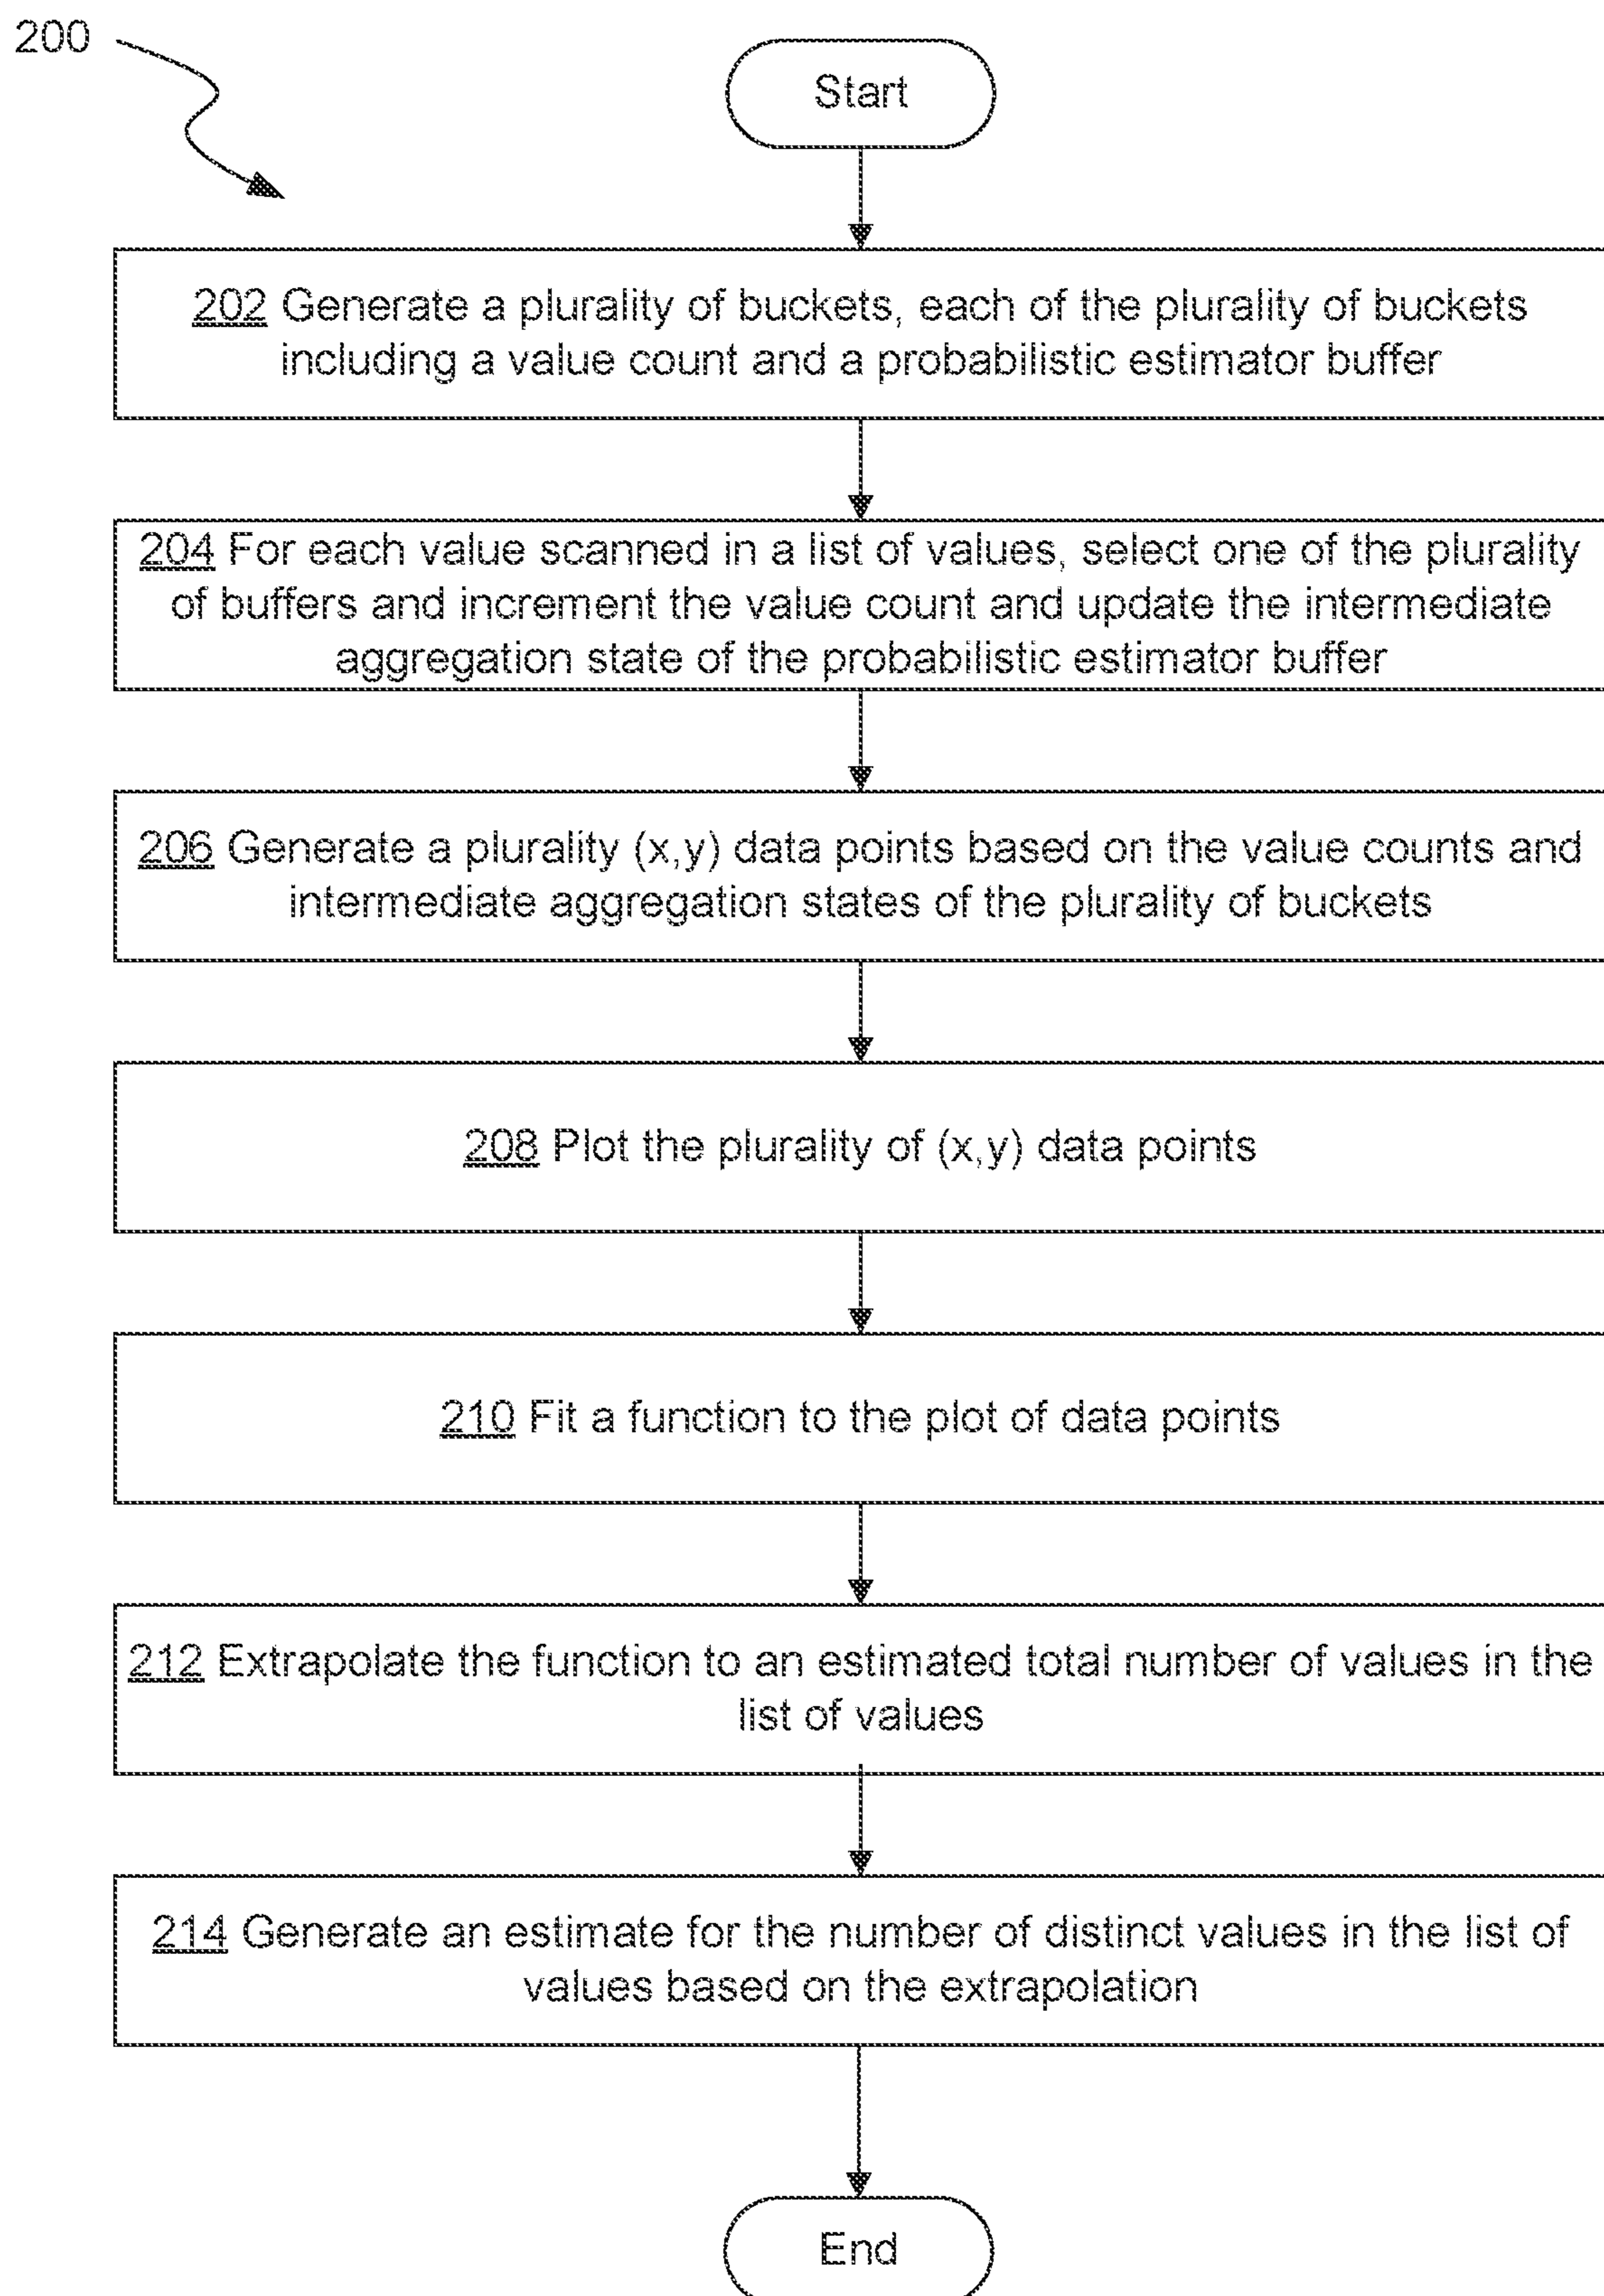 200
Start
202 Generate a plurality of buckets, each of the plurality of buckets
including a value count and a probabilistic estimator buffer
204 For each value scanned in a list of values, select one of the plurality
of buffers and increment the value count and update the intermediate
aggregation state of the probabilistic estimator buffer
206 Generate a plurality (x,y) data points based on the value counts and
intermediate aggregation states of the plurality of buckets
208 Plot the plurality of (x,y) data points
210 Fit a function to the plot of data points
212 Extrapolate the function to an estimated total number of values in the
list of values
214 Generate an estimate for the number of distinct values in the list of
values based on the extrapolation
End